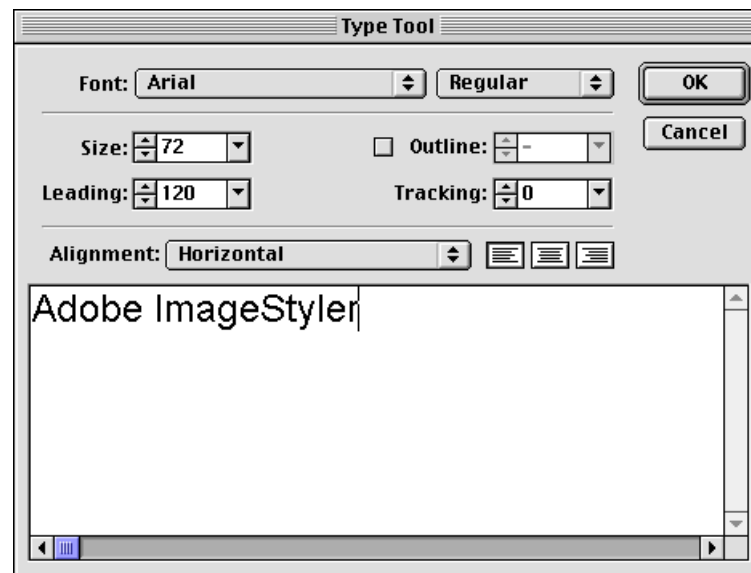 Type Tool
Font: Arial Regular OK
Size: 72 Outline: - Cancel
Leading: 120 Tracking: 0
Alignment: Horizontal
Adobe ImageStyler